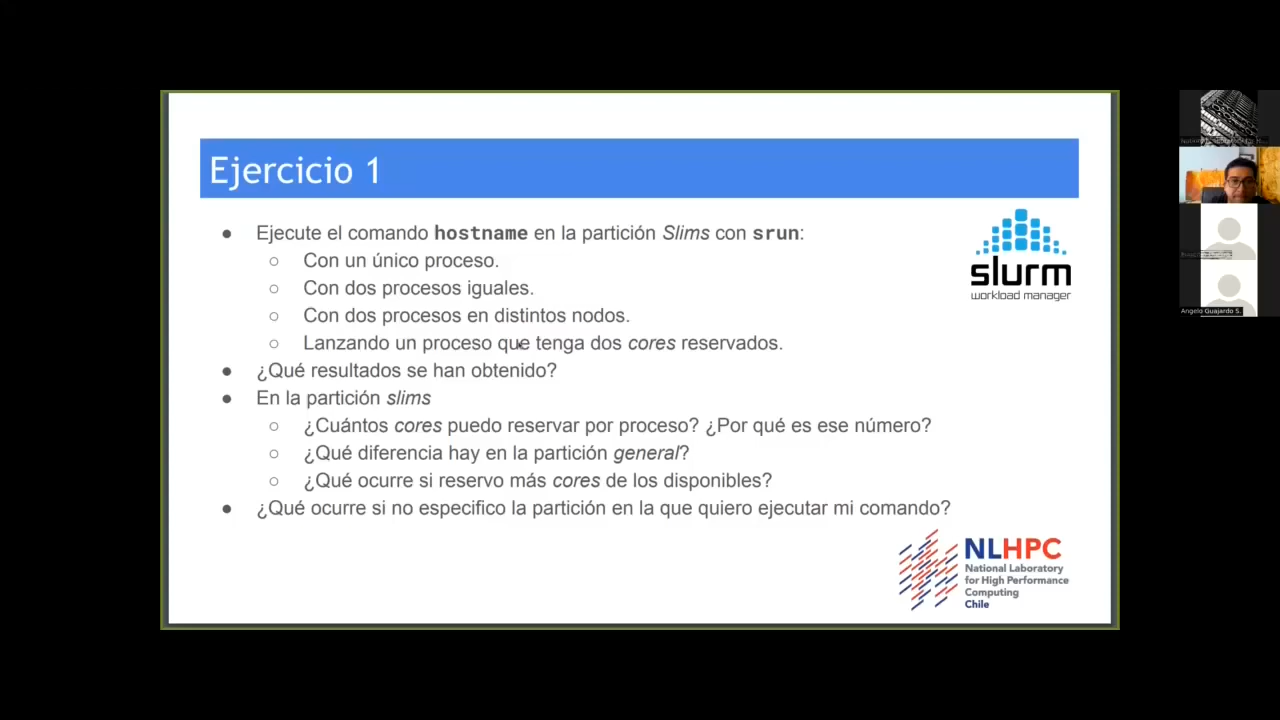 Ejercicio 1
● Ejecute el comando hostname en la partición Slims con srun:
○ Con un único proceso.
○ Con dos procesos iguales.
○ Con dos procesos en distintos nodos.
○ Lanzando un proceso que tenga dos cores reservados.
● ¿Qué resultados se han obtenido?
● En la partición slims
○ ¿Cuántos cores puedo reservar por proceso? ¿Por qué es ese número?
○ ¿Qué diferencia hay en la partición general?
○ ¿Qué ocurre si reservo más cores de los disponibles?
● ¿Qué ocurre si no especifico la partición en la que quiero ejecutar mi comando?
slurm
workload manager
NLHPC
National Laboratory
for High Performance
Computing
Chile
Angelo Guajardo S.